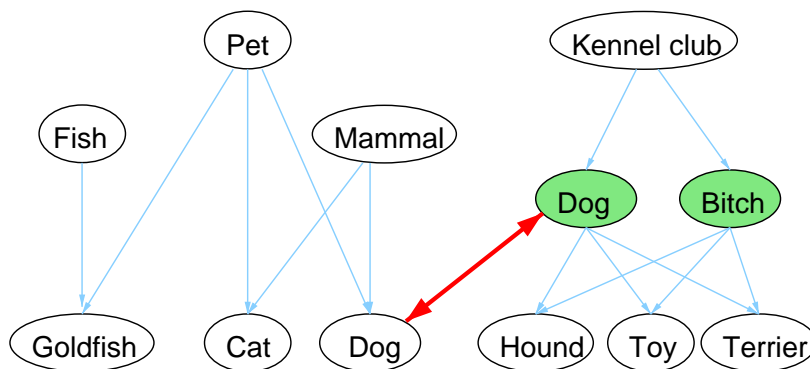 Pet
Kennel club
Fish
Mammal
Dog
Bitch
Goldfish
Cat
Dog
Hound
Toy
Terrier